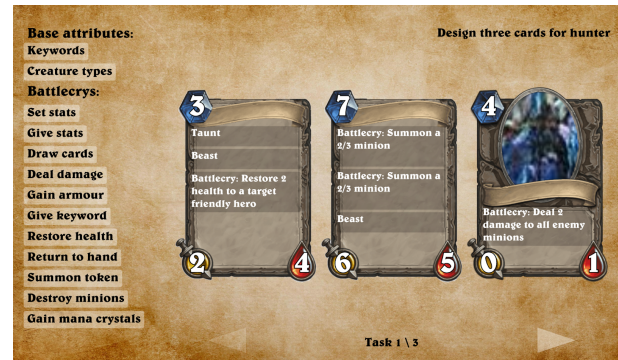 Base attributes:
Keywords
Creature types
Battlecrys:
Set stats
Give stats
Draw cards
Deal damage
Gain armour
Give keyword
Restore health
Return to hand
Summon token
Destroy minions
Gain mana crystals
Design three cards for hunter
3
Taunt
Beast
Battlecry: Restore 2
health to a target
friendly hero
2
4
7
Battlecry: Summon a
2/3 minion
Battlecry: Summon a
2/3 minion
Beast
6
5
4
Battlecry: Deal 2
damage to all enemy
minions
0
1
Task 1 \ 3